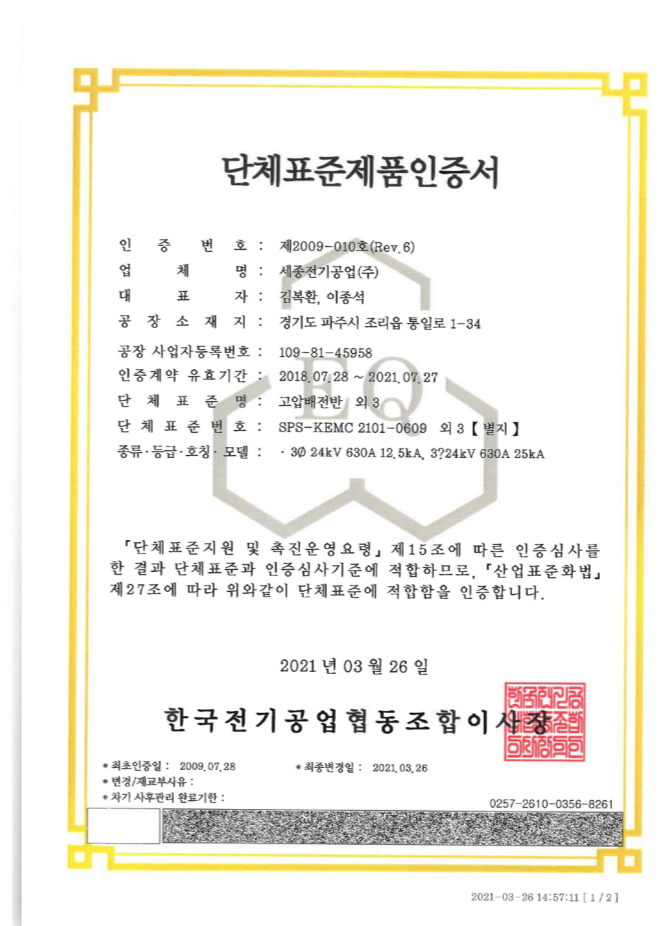 단체표준제품인증서
인 증 번 호 : 제2009-010호(Rev.6)
업 체 명 : 세종전기공업(주)
대 표 자 : 김복환, 이종석
공 장 소 재 지 : 경기도 파주시 조리읍 통일로 1-34
공장 사업자등록번호 : 109-81-45958
인증계약 유효기간 : 2018.07.28 ~ 2021.07.27
단 체 표 준 명 : 고압배전반 외 3
단 체 표 준 번 호 : SPS-KEMC 2101-0609 외 3【 별지 】
종류·등급·호칭· 모델 : · 3Ø 24kV 630A 12.5kA, 3?24kV 630A 25kA
EQ
「단체표준지원 및 촉진운영요령」제15조에 따른 인증심사를
한 결과 단체표준과 인증심사기준에 적합하므로,「산업표준화법」
제27조에 따라 위와같이 단체표준에 적합함을 인증합니다.
2021 년 03 월 26 일
한국전기공업협동조합이사장
* 최초인증일 : 2009.07.28 * 최종변경일 : 2021.03.26
* 변경/재교부사유 :
* 차기 사후관리 완료기한 :
0257-2610-0356-8261
2021-03-26 14:57:11 [ 1 / 2 ]